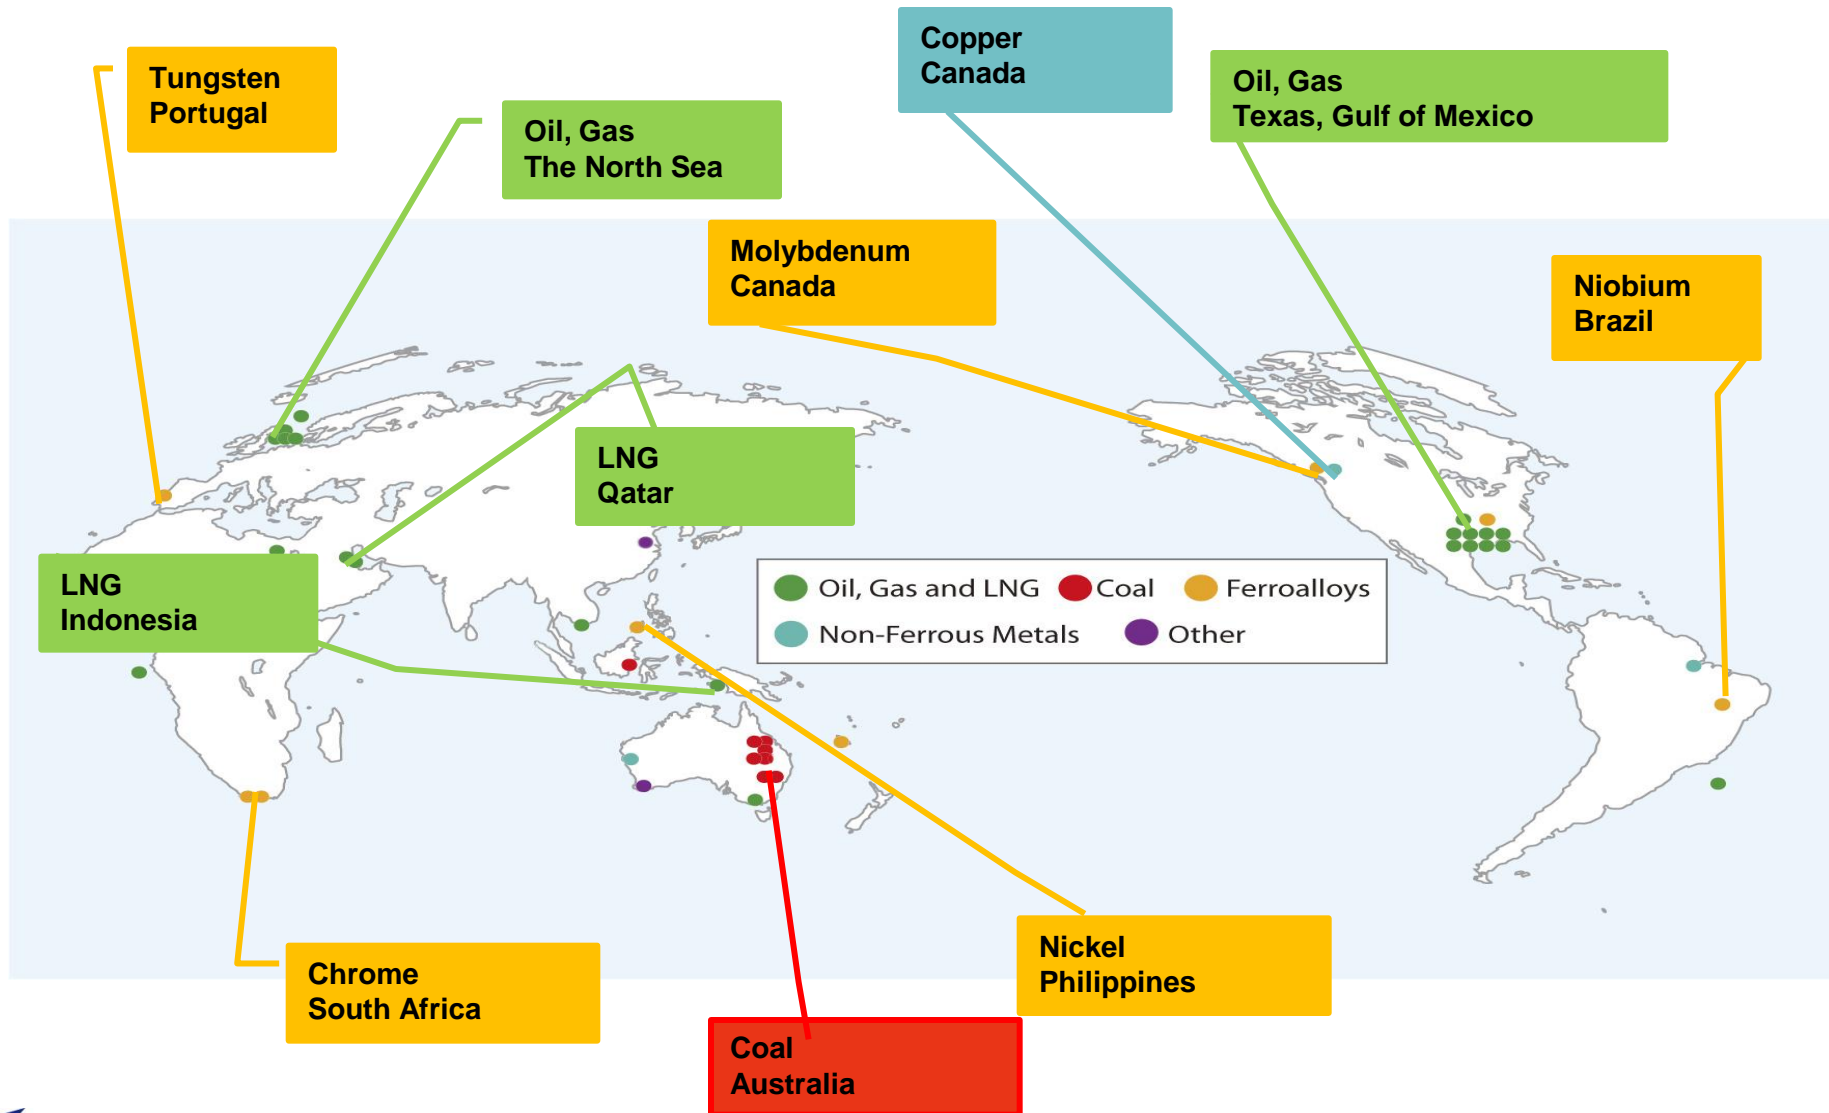 Copper
Canada
Tungsten
Portugal
Oil, Gas
Texas, Gulf of Mexico
Oil, Gas
The North Sea
Molybdenum
Canada
Niobium
Brazil
LNG
Qatar
LNG
Indonesia
Oil, Gas and LNG
Coal
Ferroalloys
Non-Ferrous Metals
Other
Nickel
Philippines
Chrome
South Africa
Coal
Australia